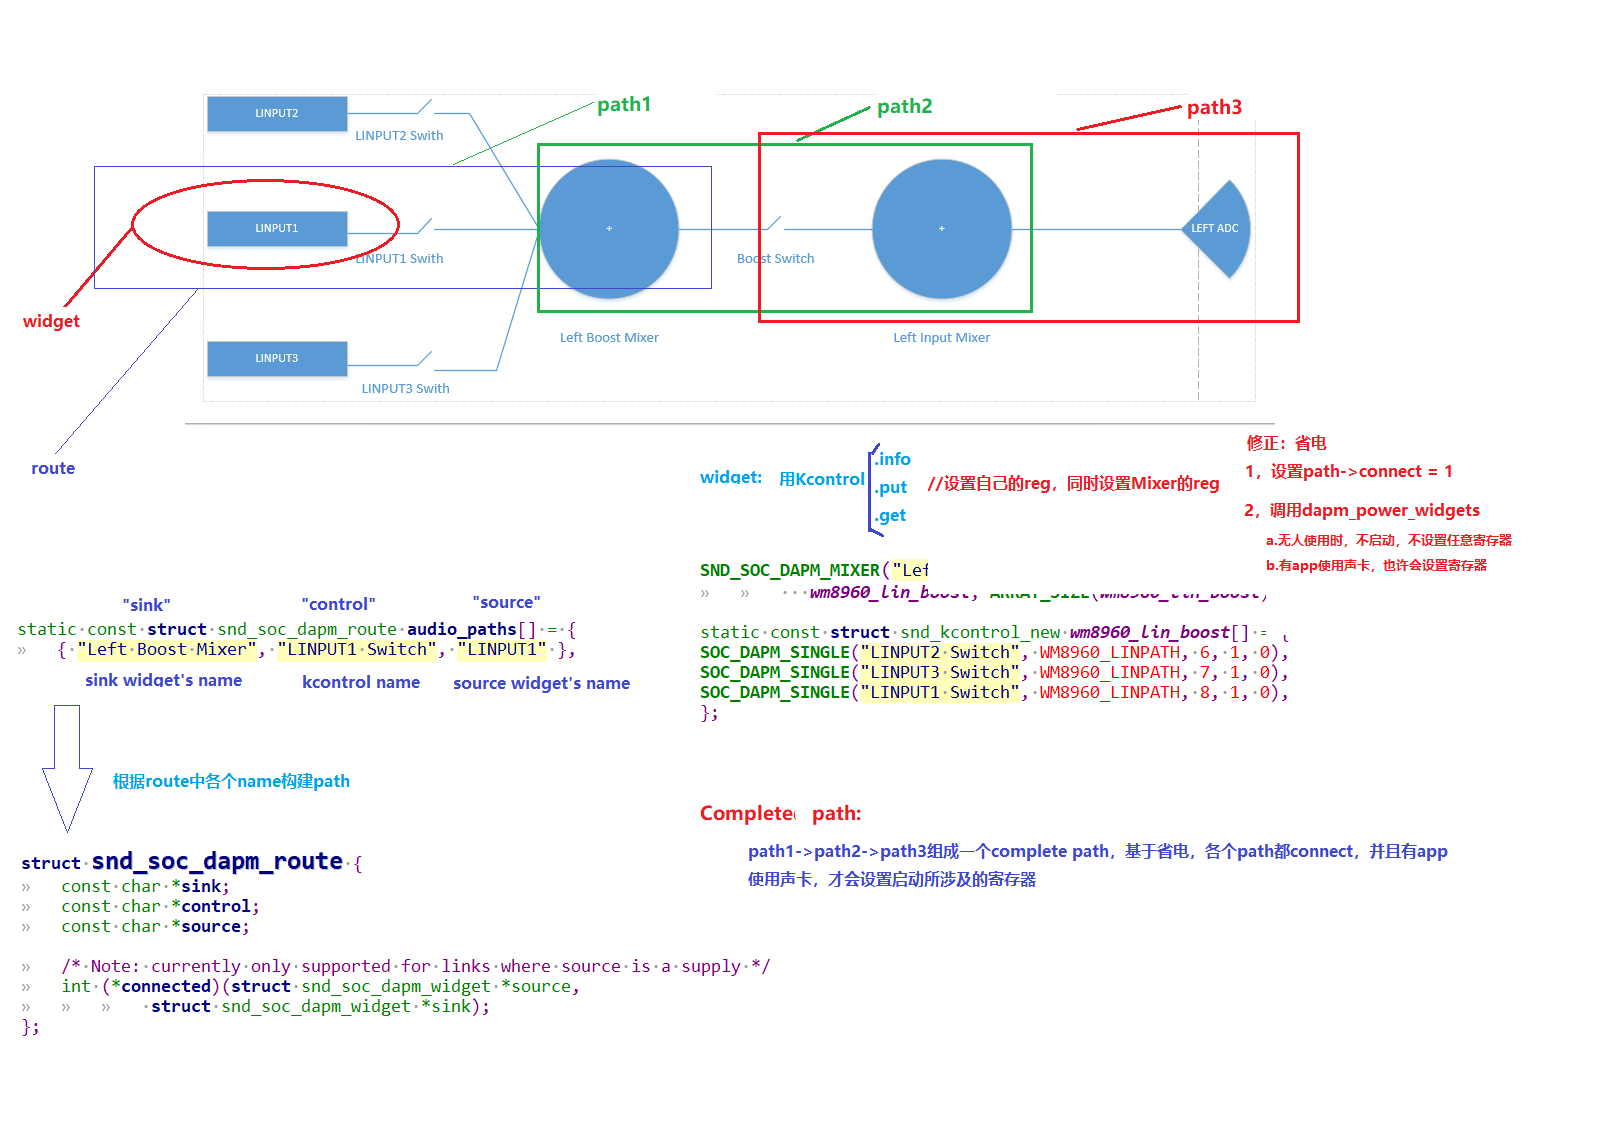 path1
path2
path3
LINPUT2
LINPUT2 Swith
LINPUT1
LINPUT1 Swith
Boost Switch
LEFT ADC
widget
Left Boost Mixer
Left Input Mixer
LINPUT3
LINPUT3 Swith
route
修正：省电
1，设置path->connect = 1
2，调用dapm_power_widgets
a.无人使用时，不启动，不设置任意寄存器
b.有app使用声卡，也许会设置寄存器
widget: 用Kcontrol
.info
.put
.get
//设置自己的reg，同时设置Mixer的reg
SND_SOC_DAPM_MIXER("Lef
» » ···wm8960_lin_boost, ARRAY_SIZE(wm8960_lin_boost)
"sink" "control" "source"
static const struct snd_soc_dapm_route audio_paths[] = {
» { "Left Boost Mixer", "LINPUT1 Switch", "LINPUT1" },
sink widget's name kcontrol name source widget's name
static const struct snd_kcontrol_new wm8960_lin_boost[] = {
SOC_DAPM_SINGLE("LINPUT2 Switch", WM8960_LINPATH, 6, 1, 0),
SOC_DAPM_SINGLE("LINPUT3 Switch", WM8960_LINPATH, 7, 1, 0),
SOC_DAPM_SINGLE("LINPUT1 Switch", WM8960_LINPATH, 8, 1, 0),
};
根据route中各个name构建path
Complete path:
path1->path2->path3组成一个complete path，基于省电，各个path都connect，并且有app
使用声卡，才会设置启动所涉及的寄存器
struct snd_soc_dapm_route {
» const char *sink;
» const char *control;
» const char *source;
» /* Note: currently only supported for links where source is a supply */
» int (*connected)(struct snd_soc_dapm_widget *source,
» » » struct snd_soc_dapm_widget *sink);
};